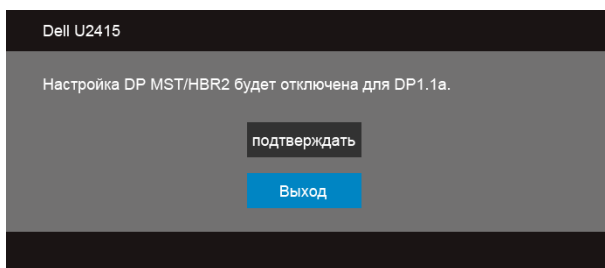 Dell U2415
Настройка DP MST/HBR2 будет отключена для DP1.1a.
подтверждать
Выход